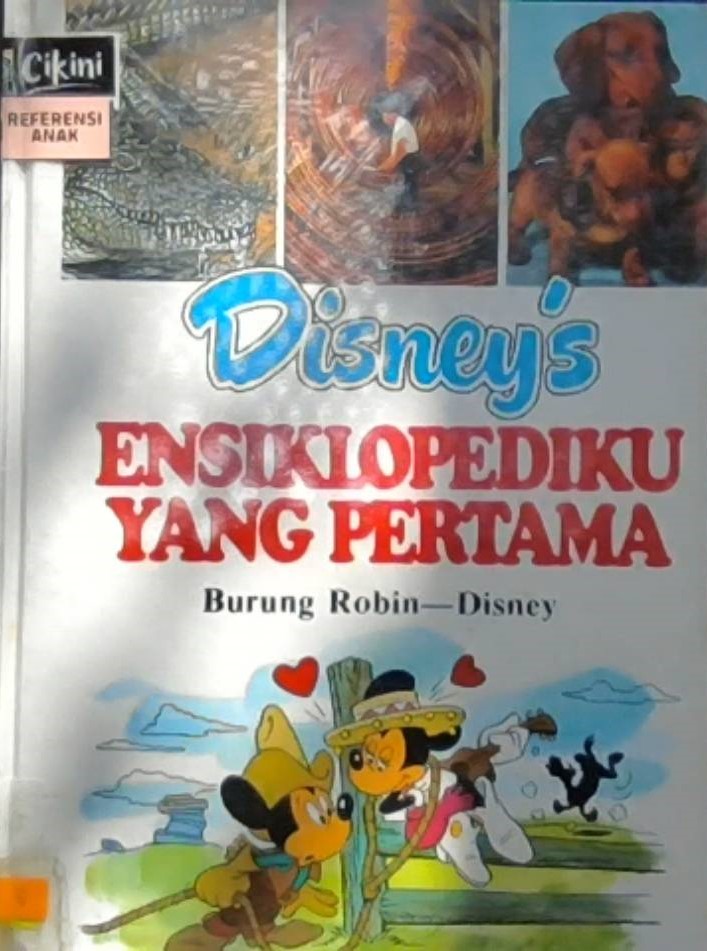 Cikini
REFERENSI
ANAK
Disney's
ENSIKLOPEDIKU
YANG PERTAMA
Burung Robin—Disney